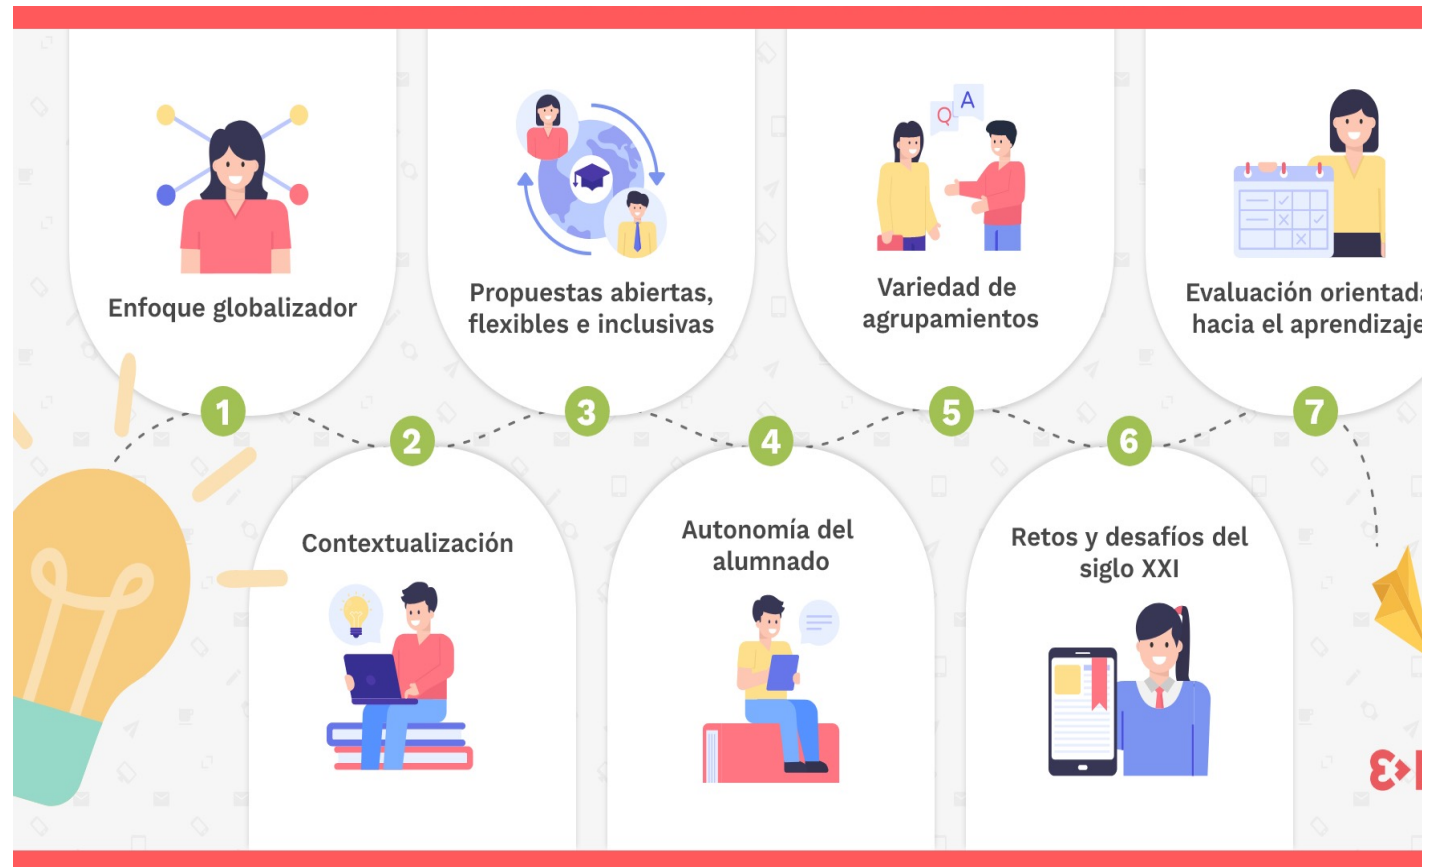 Enfoque globalizador
1
Contextualización
2
Propuestas abiertas,
flexibles e inclusivas
3
Autonomía del
alumnado
4
Q
A
Variedad de
agrupamientos
5
Retos y desafíos del
siglo XXI
6
Evaluación orientada
hacia el aprendizaje
7